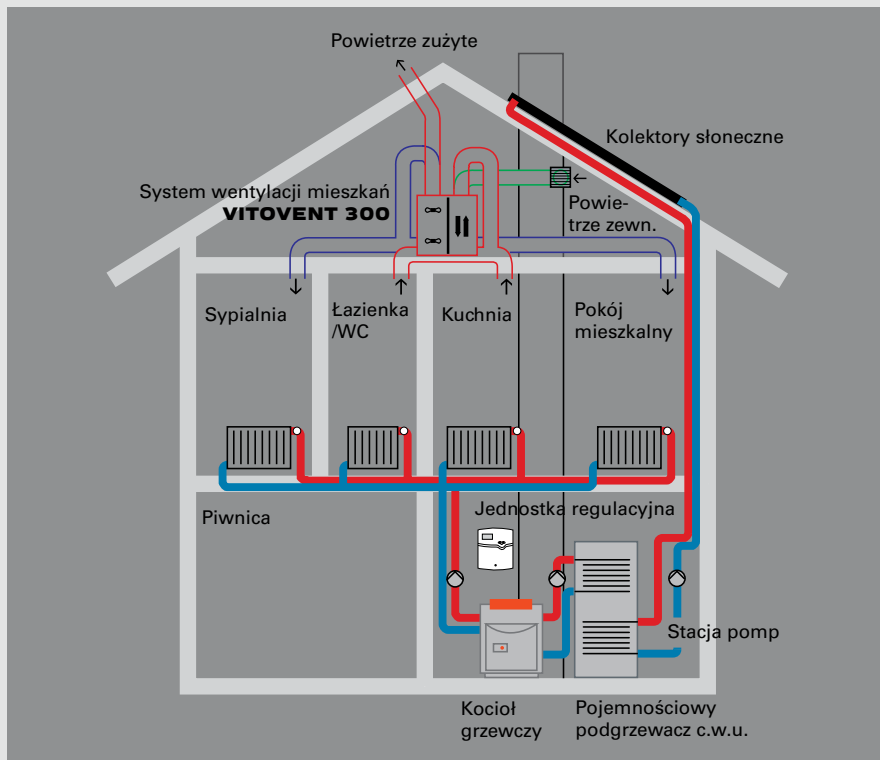 Powietrze zużyte
Kolektory słoneczne
System wentylacji mieszkań
VITOVENT 300
Powie-
trze zewn.
Sypialnia
Łazienka
/WC
Kuchnia
Pokój
mieszkalny
Piwnica
Jednostka regulacyjna
Stacja pomp
Kocioł
grzewczy
Pojemnościowy
podgrzewacz c.w.u.